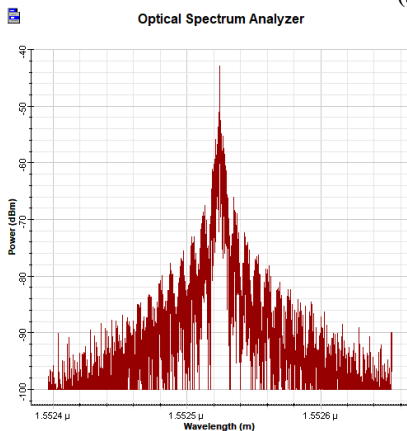 Optical Spectrum Analyzer
-40
-50
-60
-70
-80
-90
-100
Power (dBm)
1.5524 µ
1.5525 µ
1.5526 µ
Wavelength (m)